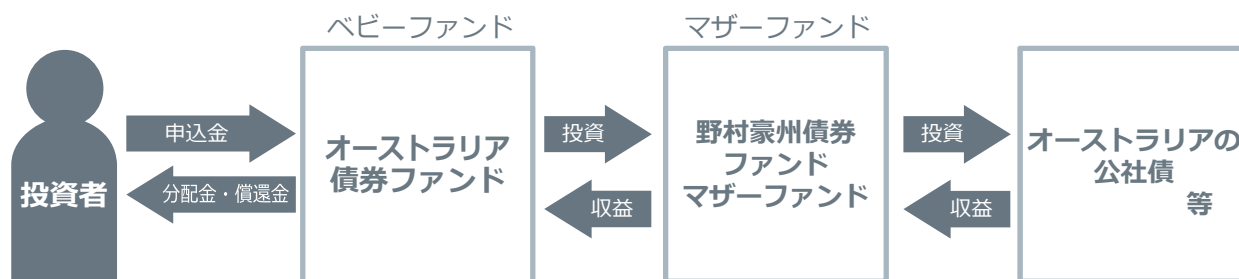 ベビーファンド
マザーファンド
投資者
申込金
分配金・償還金
オーストラリア
債券ファンド
投資
収益
野村豪州債券
ファンド
マザーファンド
投資
収益
オーストラリアの
公社債
等